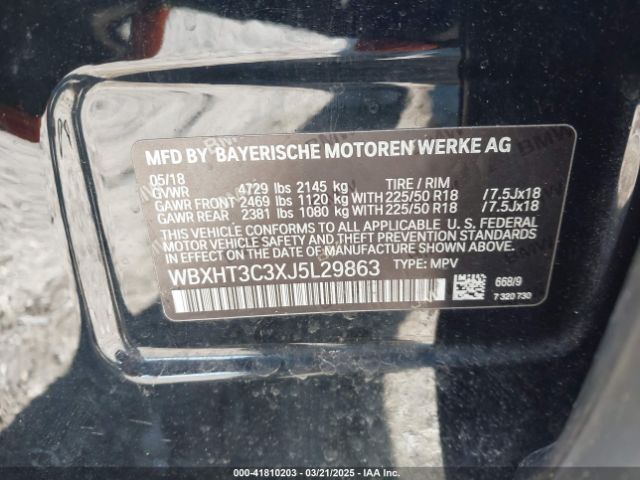 MFD BY BAYERISCHE MOTOREN WERKE AG
05/18
GVWR 4729 lbs 2145 kg TIRE / RIM
GAWR FRONT 2469 lbs 1120 kg WITH 225/50 R18 / 7.5Jx18
GAWR REAR 2381 lbs 1080 kg WITH 225/50 R18 / 7.5Jx18
THIS VEHICLE CONFORMS TO ALL APPLICABLE U. S. FEDERAL
MOTOR VEHICLE SAFETY AND THEFT PREVENTION STANDARDS
IN EFFECT ON THE DATE OF MANUFACTURE SHOWN ABOVE.
WBXHT3C3XJ5L29863 TYPE: MPV
668/9
7 320 730
000-41810203 - 03/21/2025 - IAA Inc.